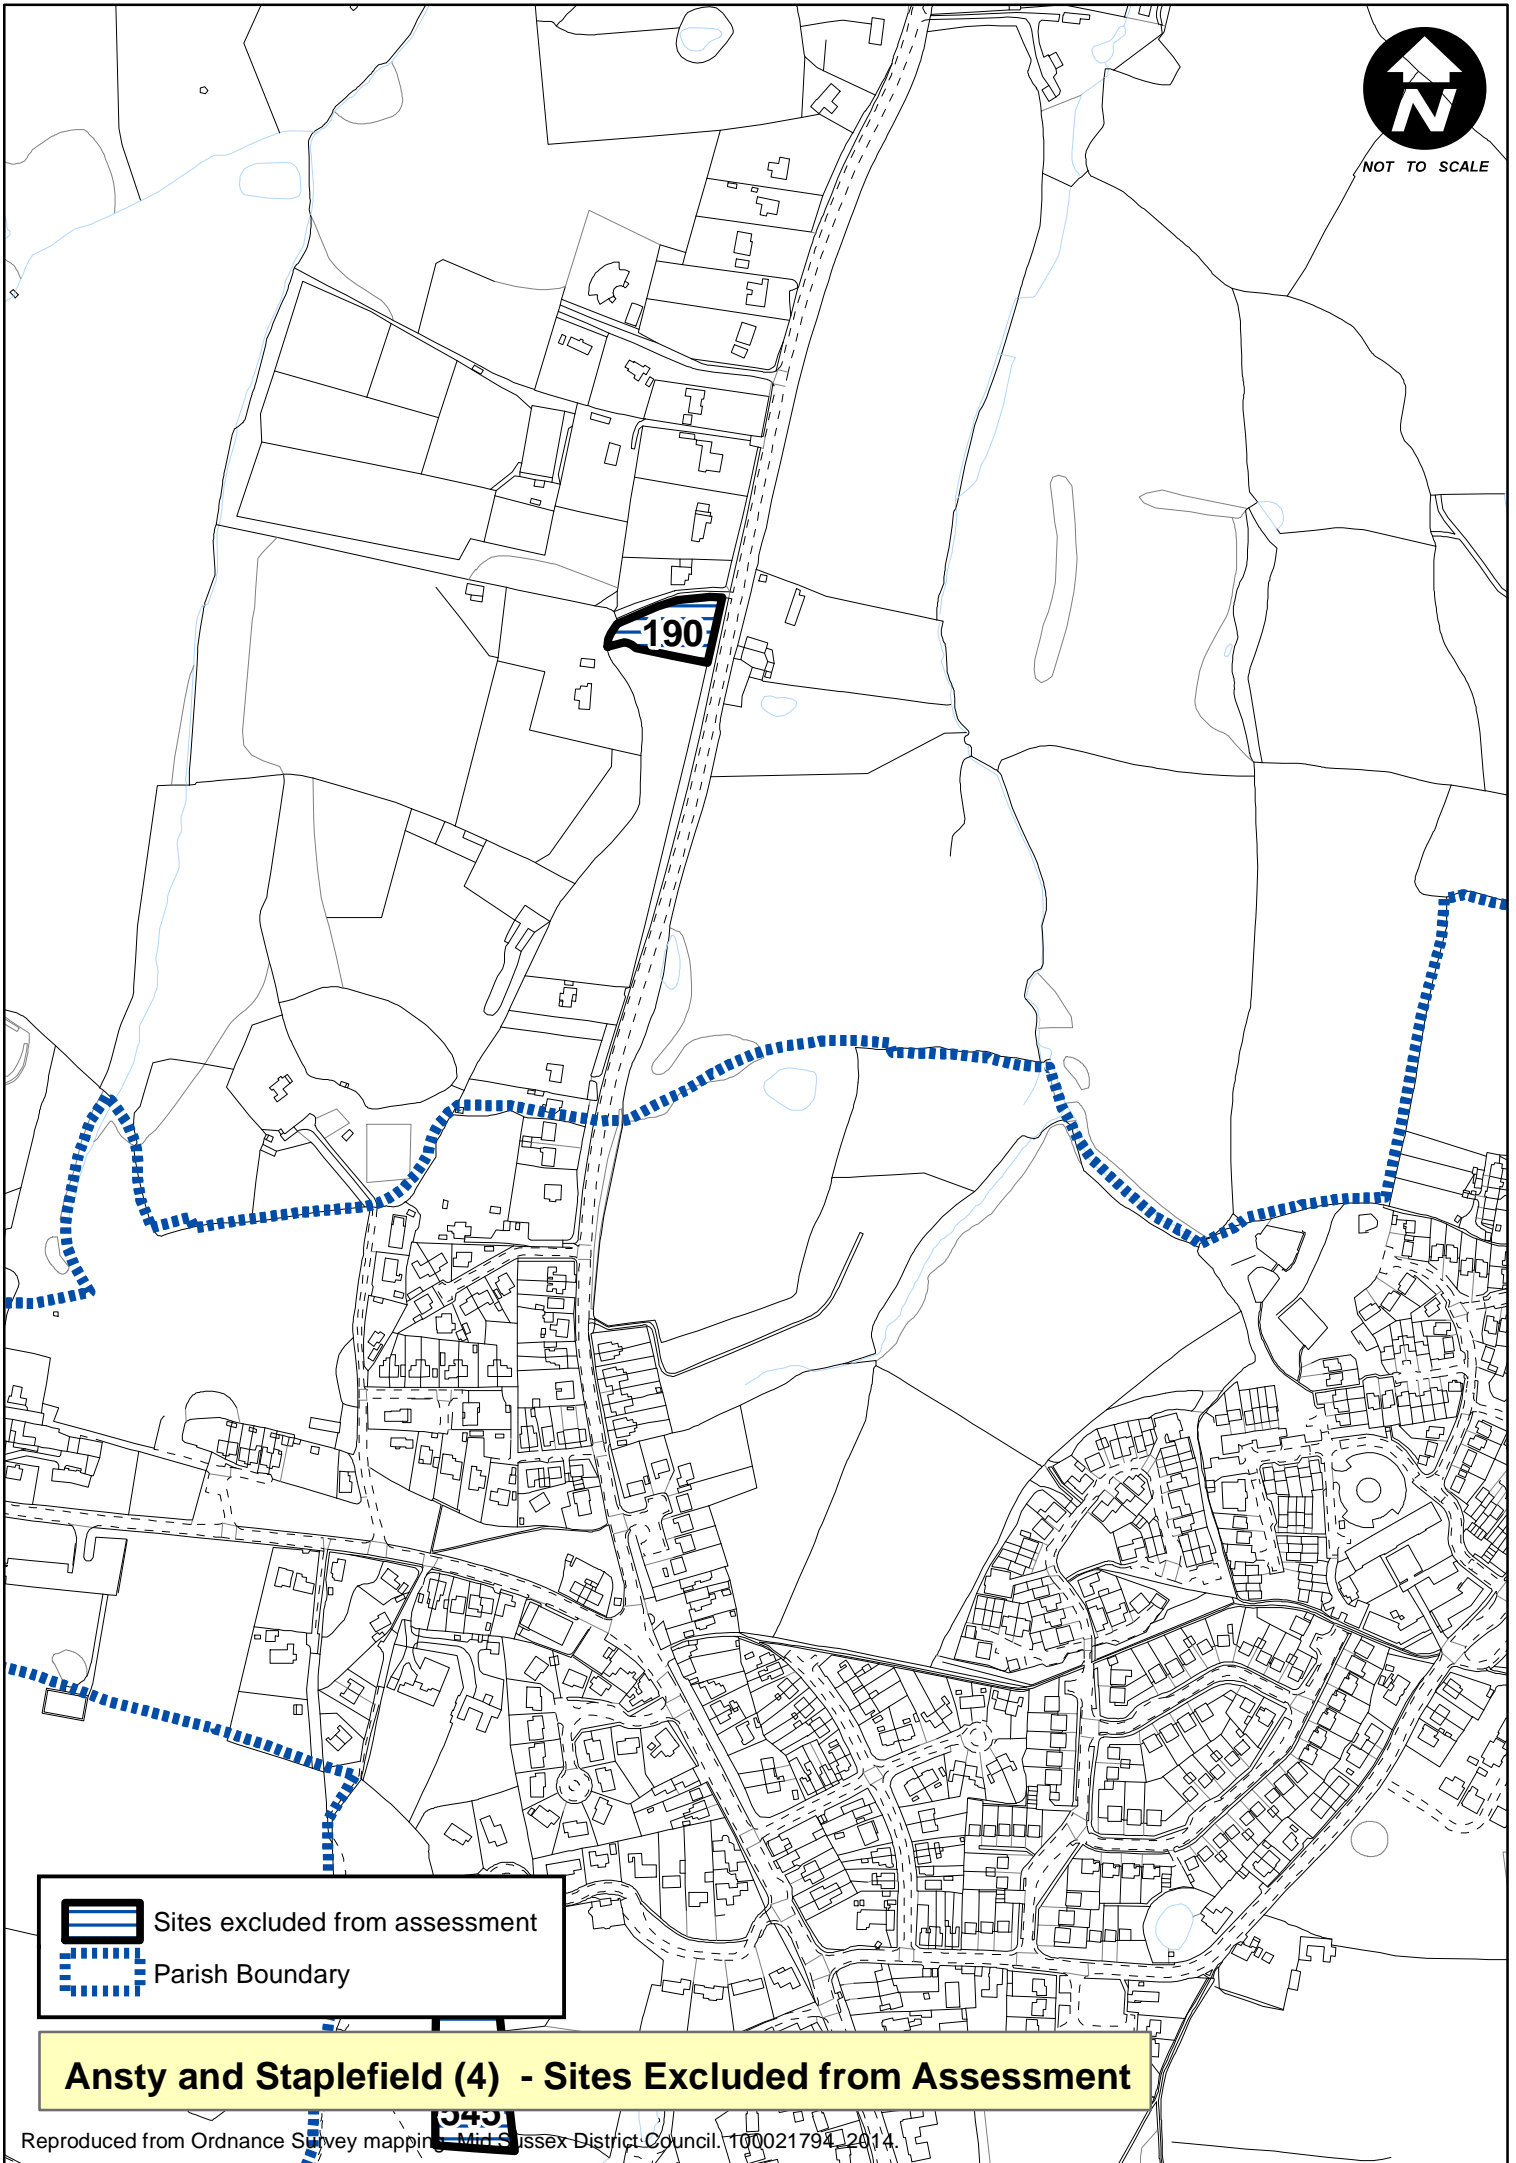 N
NOT TO SCALE
190
Sites excluded from assessment
Parish Boundary
Ansty and Staplefield (4) - Sites Excluded from Assessment
545
Reproduced from Ordnance Survey mapping. Mid Sussex District Council. 100021794. 2014.